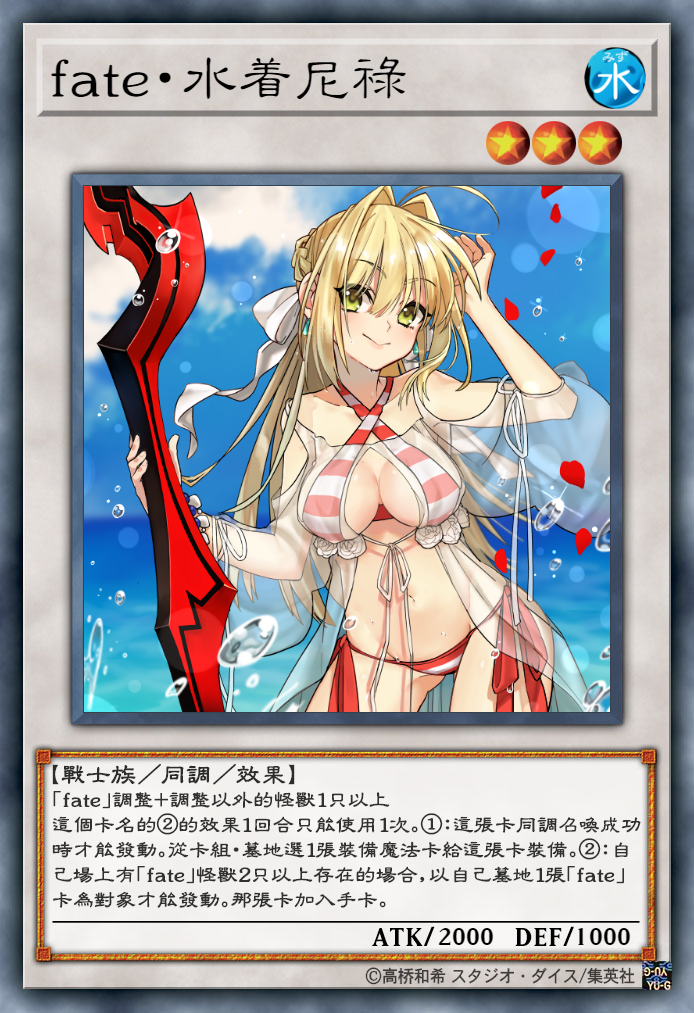 fate·水着尼祿
みず
水
【戰士族／同調／效果】
「fate」調整＋調整以外的怪獸1只以上
這個卡名的②的效果1回合只能使用1次。①：這張卡同調召喚成功
時才能發動。從卡組·墓地選1張裝備魔法卡給這張卡裝備。②：自
己場上有「fate」怪獸2只以上存在的場合，以自己墓地1張「fate」
卡為對象才能發動。那張卡加入手卡。
ATK/2000 DEF/1000
©高桥和希 スタジオ・ダイス/集英社
YU-G
YU-G